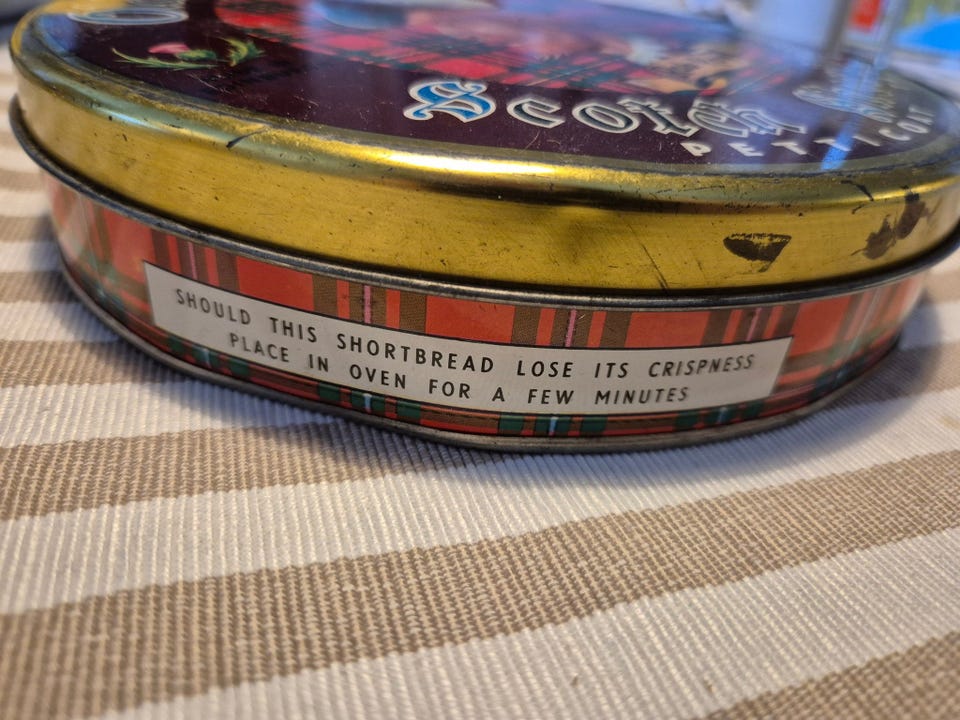 Scotch
PETTICOAT
SHOULD THIS SHORTBREAD LOSE ITS CRISPNESS
PLACE IN OVEN FOR A FEW MINUTES